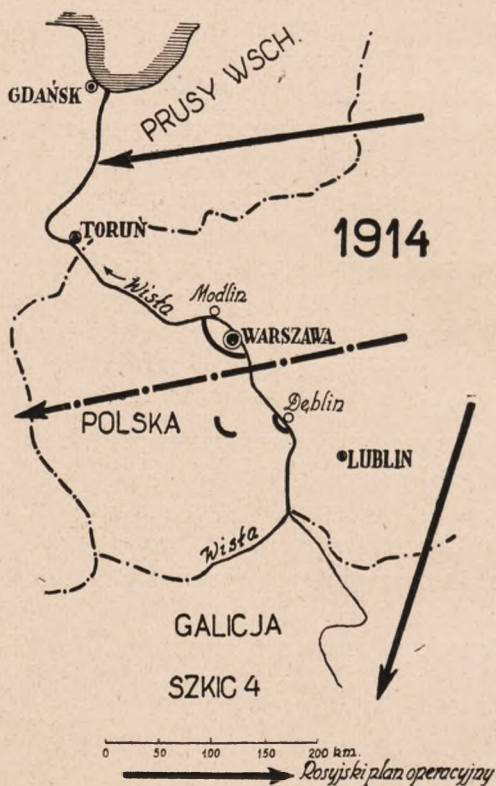 GDAŃSK
PRUSY WSCH.
TORUŃ
1914
Wisła
Modlin
WARSZAWA
Dęblin
POLSKA
LUBLIN
Wisła
GALICJA
SZKIC 4
0 50 100 150 200 km.
Rosyjski plan operacyjny